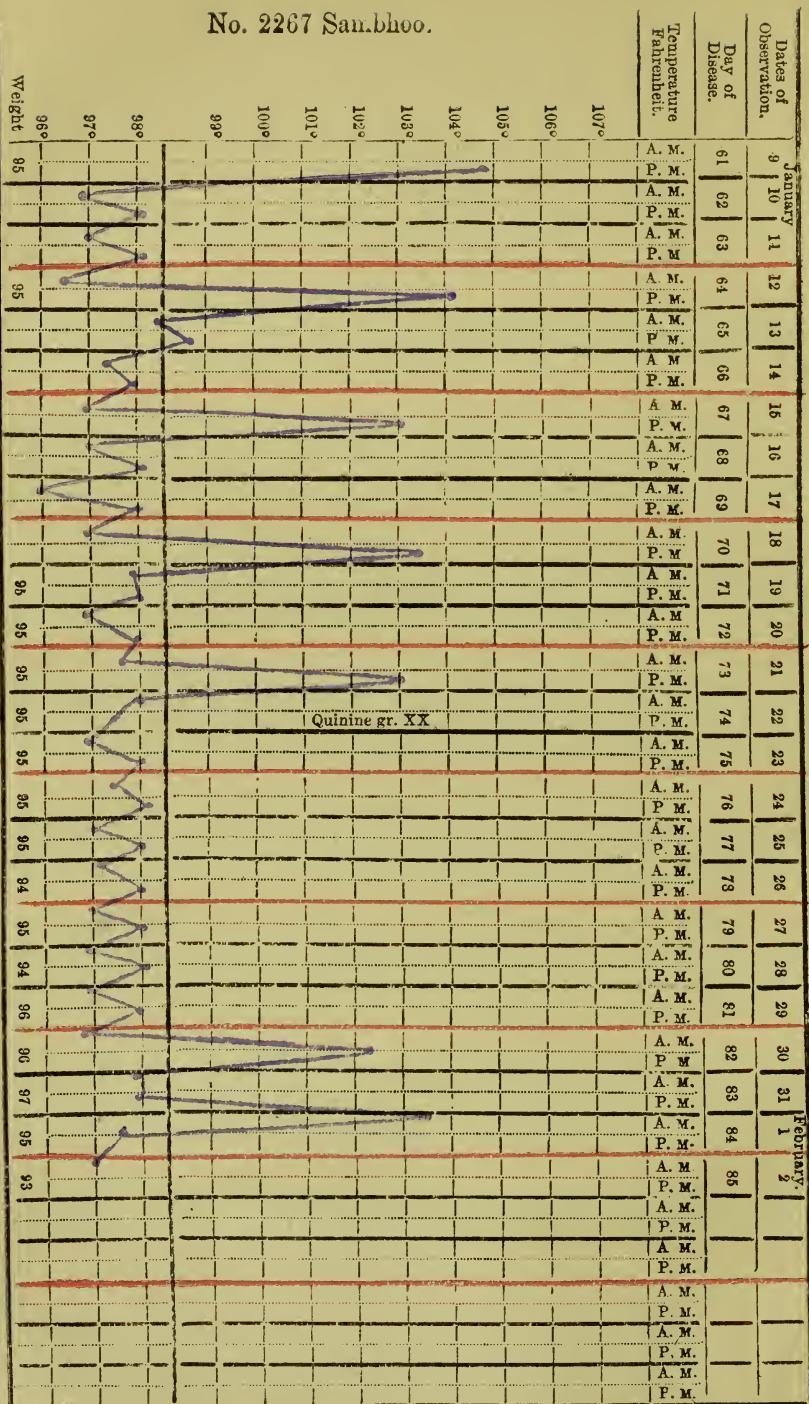 No. 2267 Sambhoo.
January February.
Dates of Observation. 9 10 11 12 13 14 15 16 17 18 19 20 21 22 23 24 25 26 27 28 29 30 31 1 2
Day of Disease. 61 62 63 64 65 66 67 68 69 70 71 72 73 74 75 76 77 78 79 80 81 82 83 84 85
Temperature Fahrenheit. A. M. P. M. A. M. P. M. A. M. P. M A. M. P. M. A. M. P M. A M P. M. A M. P. M. A. M. P M. A. M. P. M. A. M. P. M A M. P. M. A. M P. M. A. M. P. M. A. M. P. M. A. M. P. M. A. M. P M. A. M. P. M. A. M. P. M. A M. P. M. A. M. P. M. A. M. P. M. A. M. P M A. M. P. M. A. M. P. M. A. M P. M. A. M. P. M. A M. P. M. A. M. P. M. A. M. P. M. A. M. P. M.
107°
106°
105°
104°
103°
102°
101°
100°
99°
98°
97°
96°
Quinine gr. XX
Weight 95 95 95 95 95 95 95 95 95 94 95 94 96 96 97 95 93